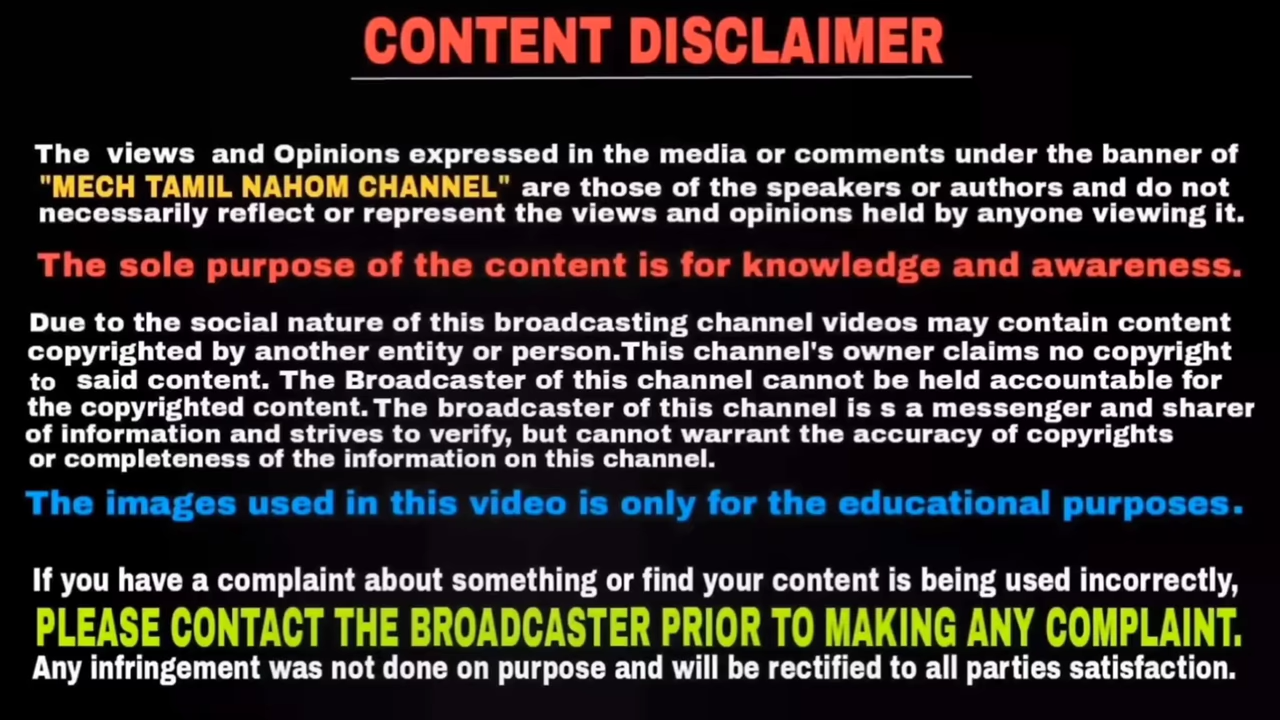 CONTENT DISCLAIMER
The views and Opinions expressed in the media or comments under the banner of
"MECH TAMIL NAHOM CHANNEL" are those of the speakers or authors and do not
necessarily reflect or represent the views and opinions held by anyone viewing it.
The sole purpose of the content is for knowledge and awareness.
Due to the social nature of this broadcasting channel videos may contain content
copyrighted by another entity or person.This channel's owner claims no copyright
to said content. The Broadcaster of this channel cannot be held accountable for
the copyrighted content. The broadcaster of this channel is s a messenger and sharer
of information and strives to verify, but cannot warrant the accuracy of copyrights
or completeness of the information on this channel.
The images used in this video is only for the educational purposes.
If you have a complaint about something or find your content is being used incorrectly,
PLEASE CONTACT THE BROADCASTER PRIOR TO MAKING ANY COMPLAINT.
Any infringement was not done on purpose and will be rectified to all parties satisfaction.